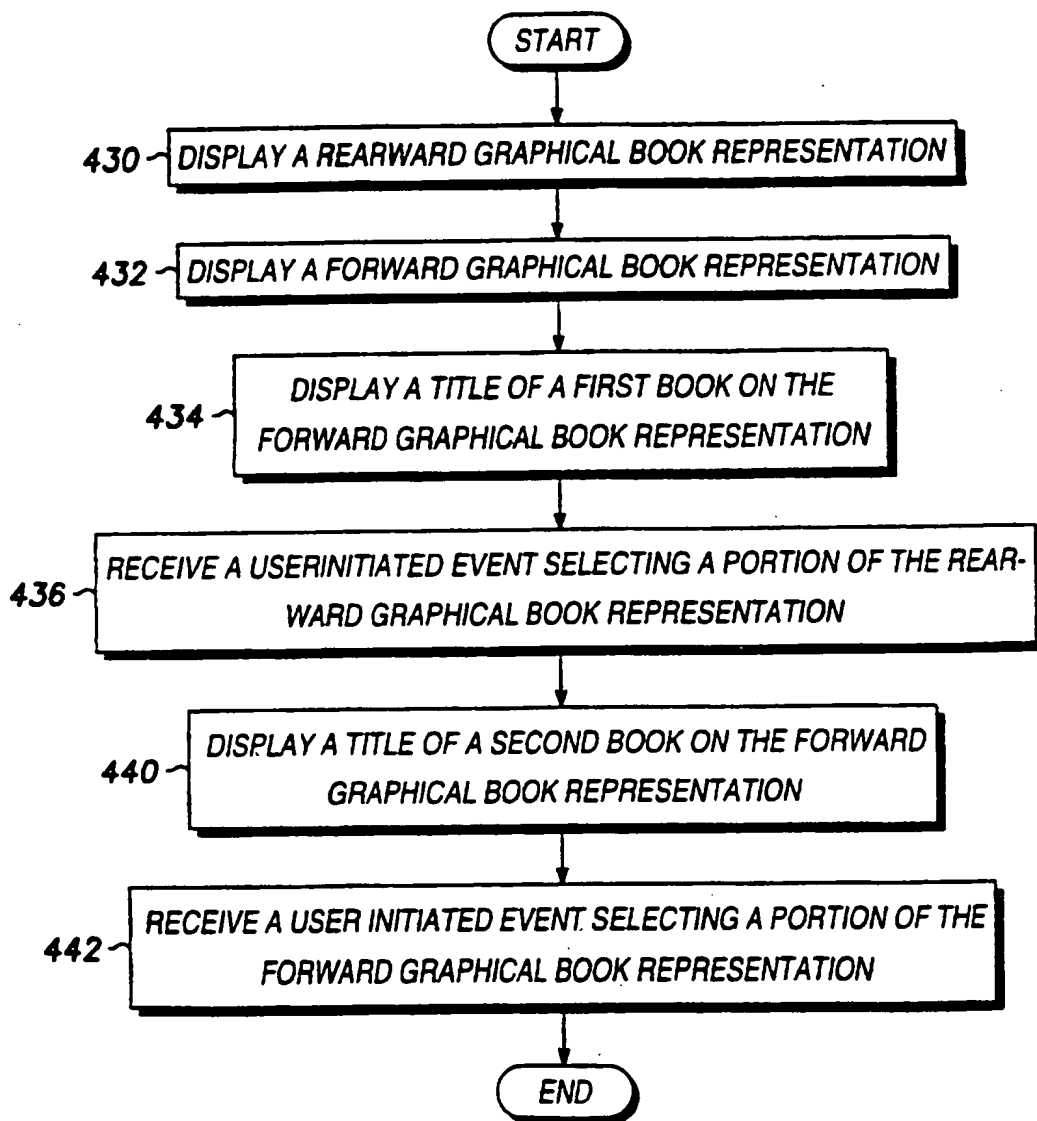 START
430
DISPLAY A REARWARD GRAPHICAL BOOK REPRESENTATION
432
DISPLAY A FORWARD GRAPHICAL BOOK REPRESENTATION
434
DISPLAY A TITLE OF A FIRST BOOK ON THE
FORWARD GRAPHICAL BOOK REPRESENTATION
436
RECEIVE A USERINITIATED EVENT SELECTING A PORTION OF THE REAR-
WARD GRAPHICAL BOOK REPRESENTATION
440
DISPLAY A TITLE OF A SECOND BOOK ON THE FORWARD
GRAPHICAL BOOK REPRESENTATION
442
RECEIVE A USER INITIATED EVENT SELECTING A PORTION OF THE
FORWARD GRAPHICAL BOOK REPRESENTATION
END